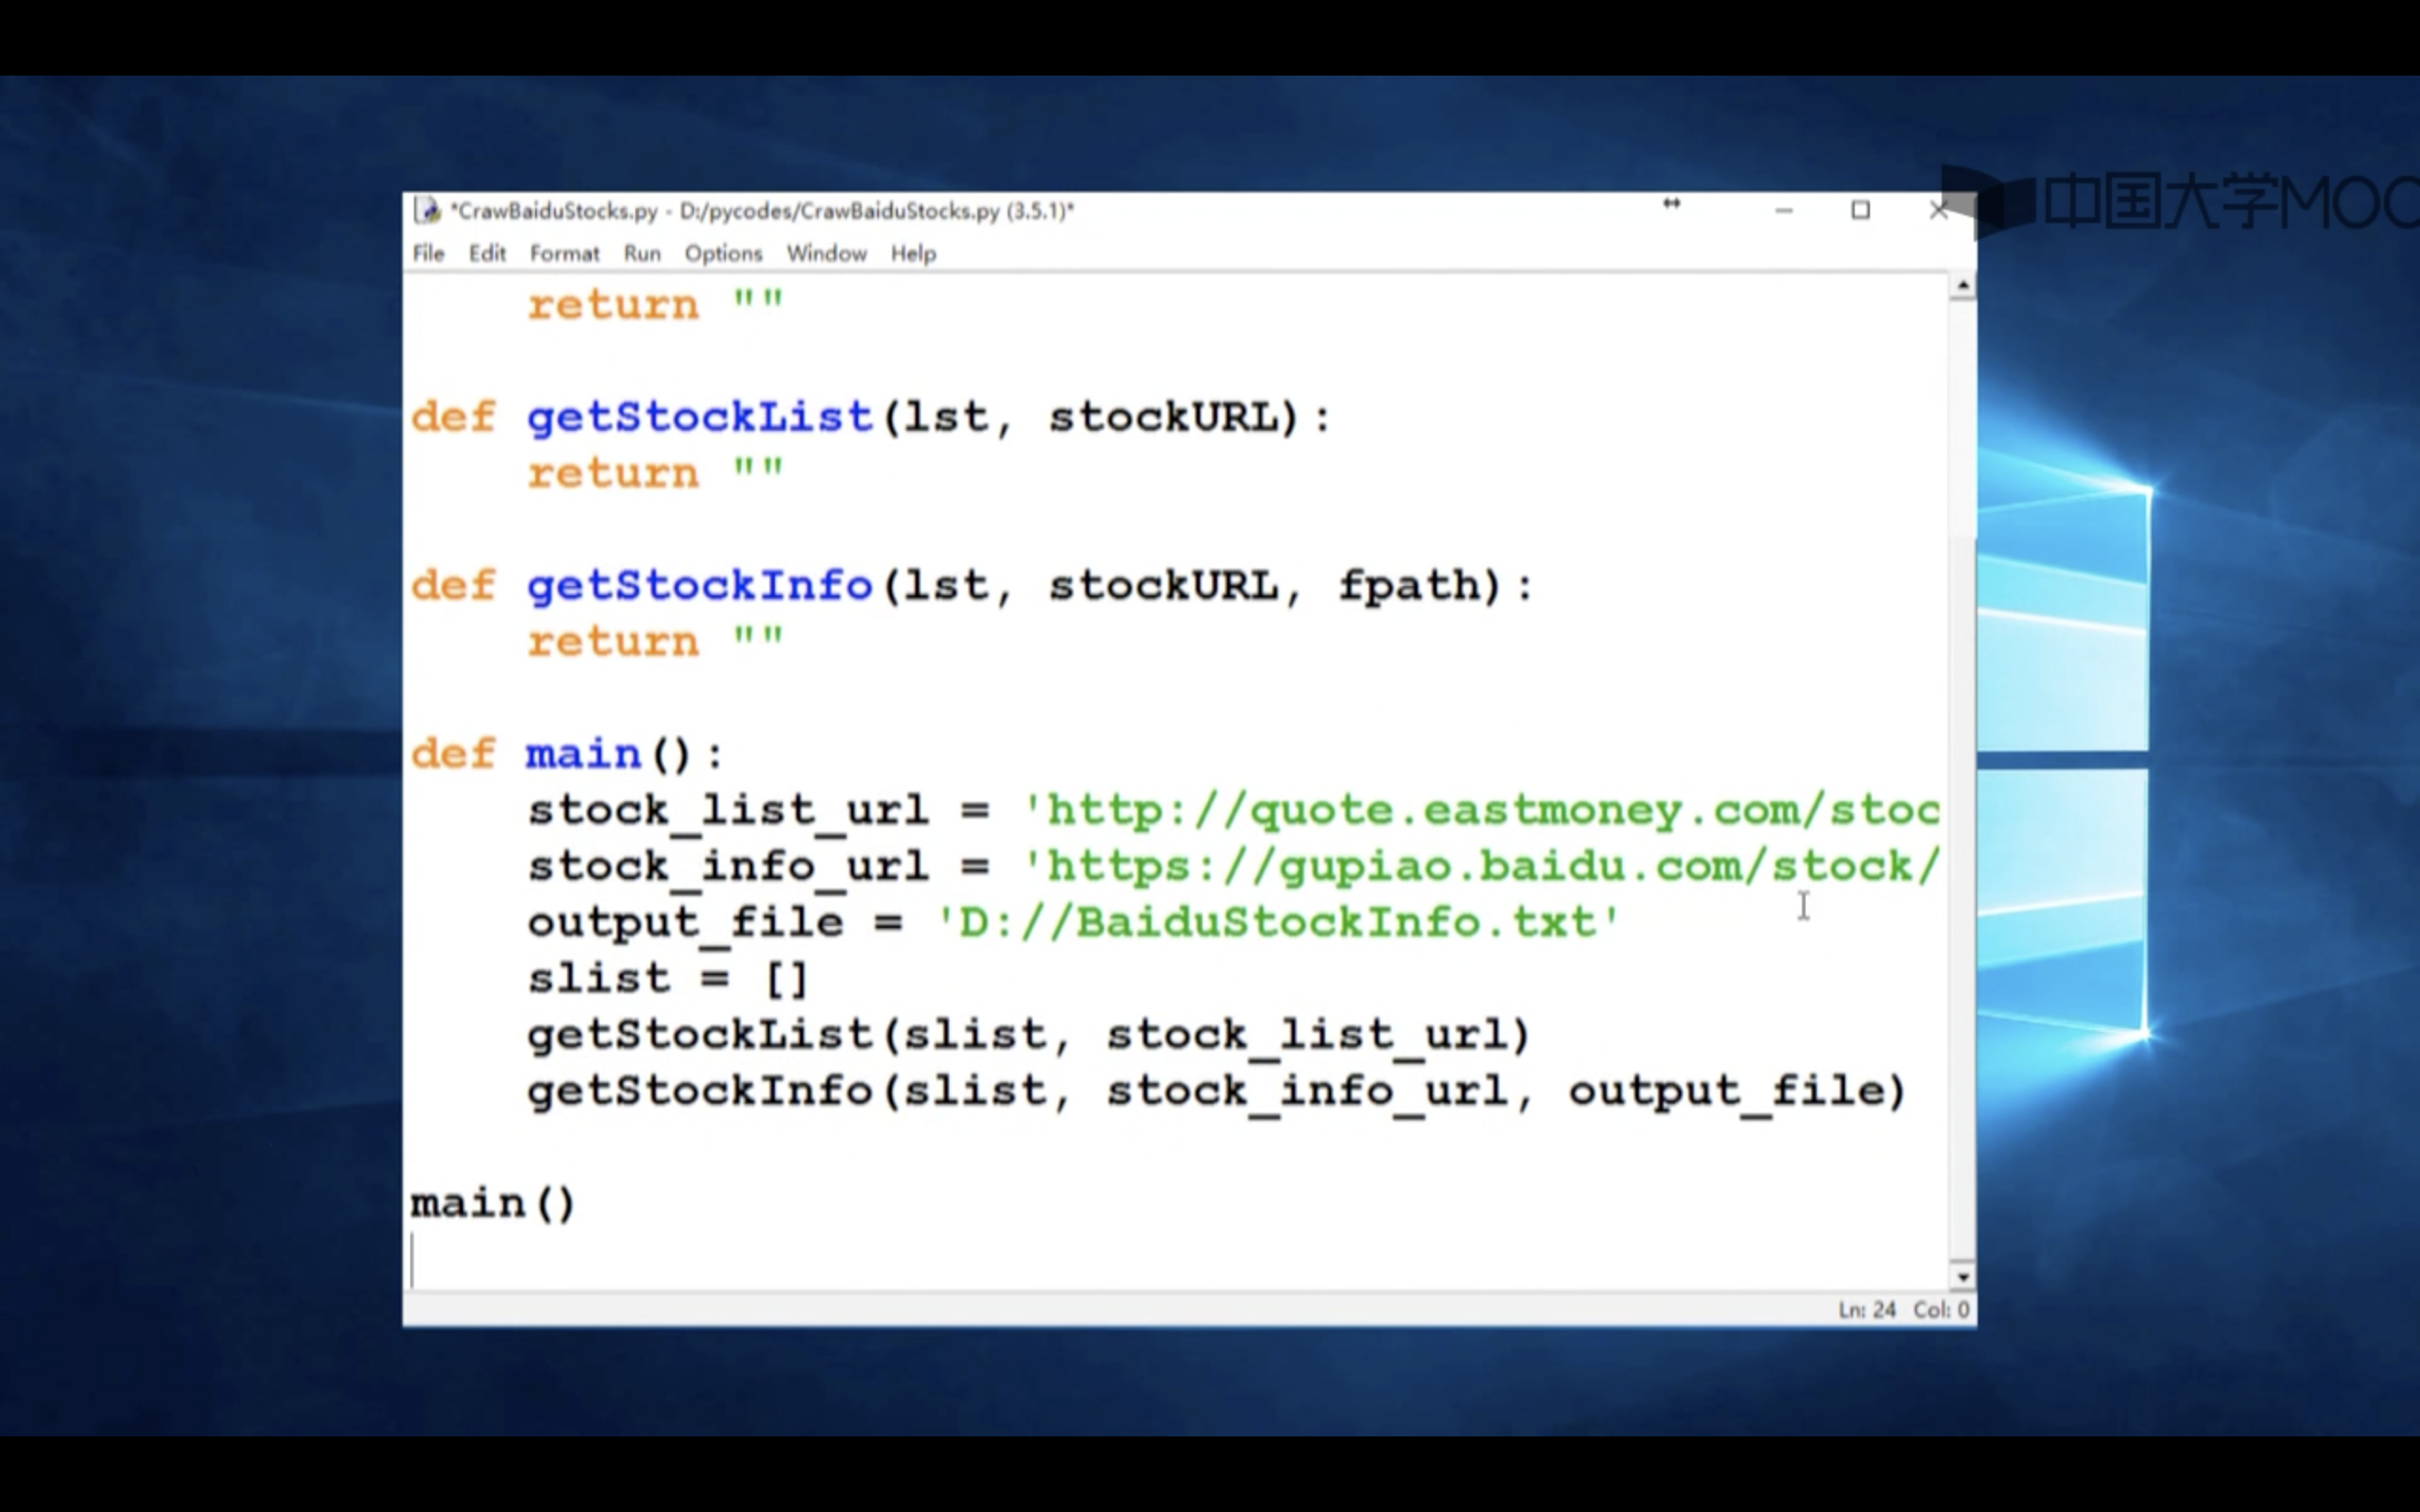 *CrawBaiduStocks.py - D:/pycodes/CrawBaiduStocks.py (3.5.1)*
中国大学MOO
File Edit Format Run Options Window Help
    return ""

def getStockList(lst, stockURL):
    return ""

def getStockInfo(lst, stockURL, fpath):
    return ""

def main():
    stock_list_url = 'http://quote.eastmoney.com/stoc
    stock_info_url = 'https://gupiao.baidu.com/stock/
    output_file = 'D://BaiduStockInfo.txt'
    slist = []
    getStockList(slist, stock_list_url)
    getStockInfo(slist, stock_info_url, output_file)

main()
Ln: 24 Col: 0